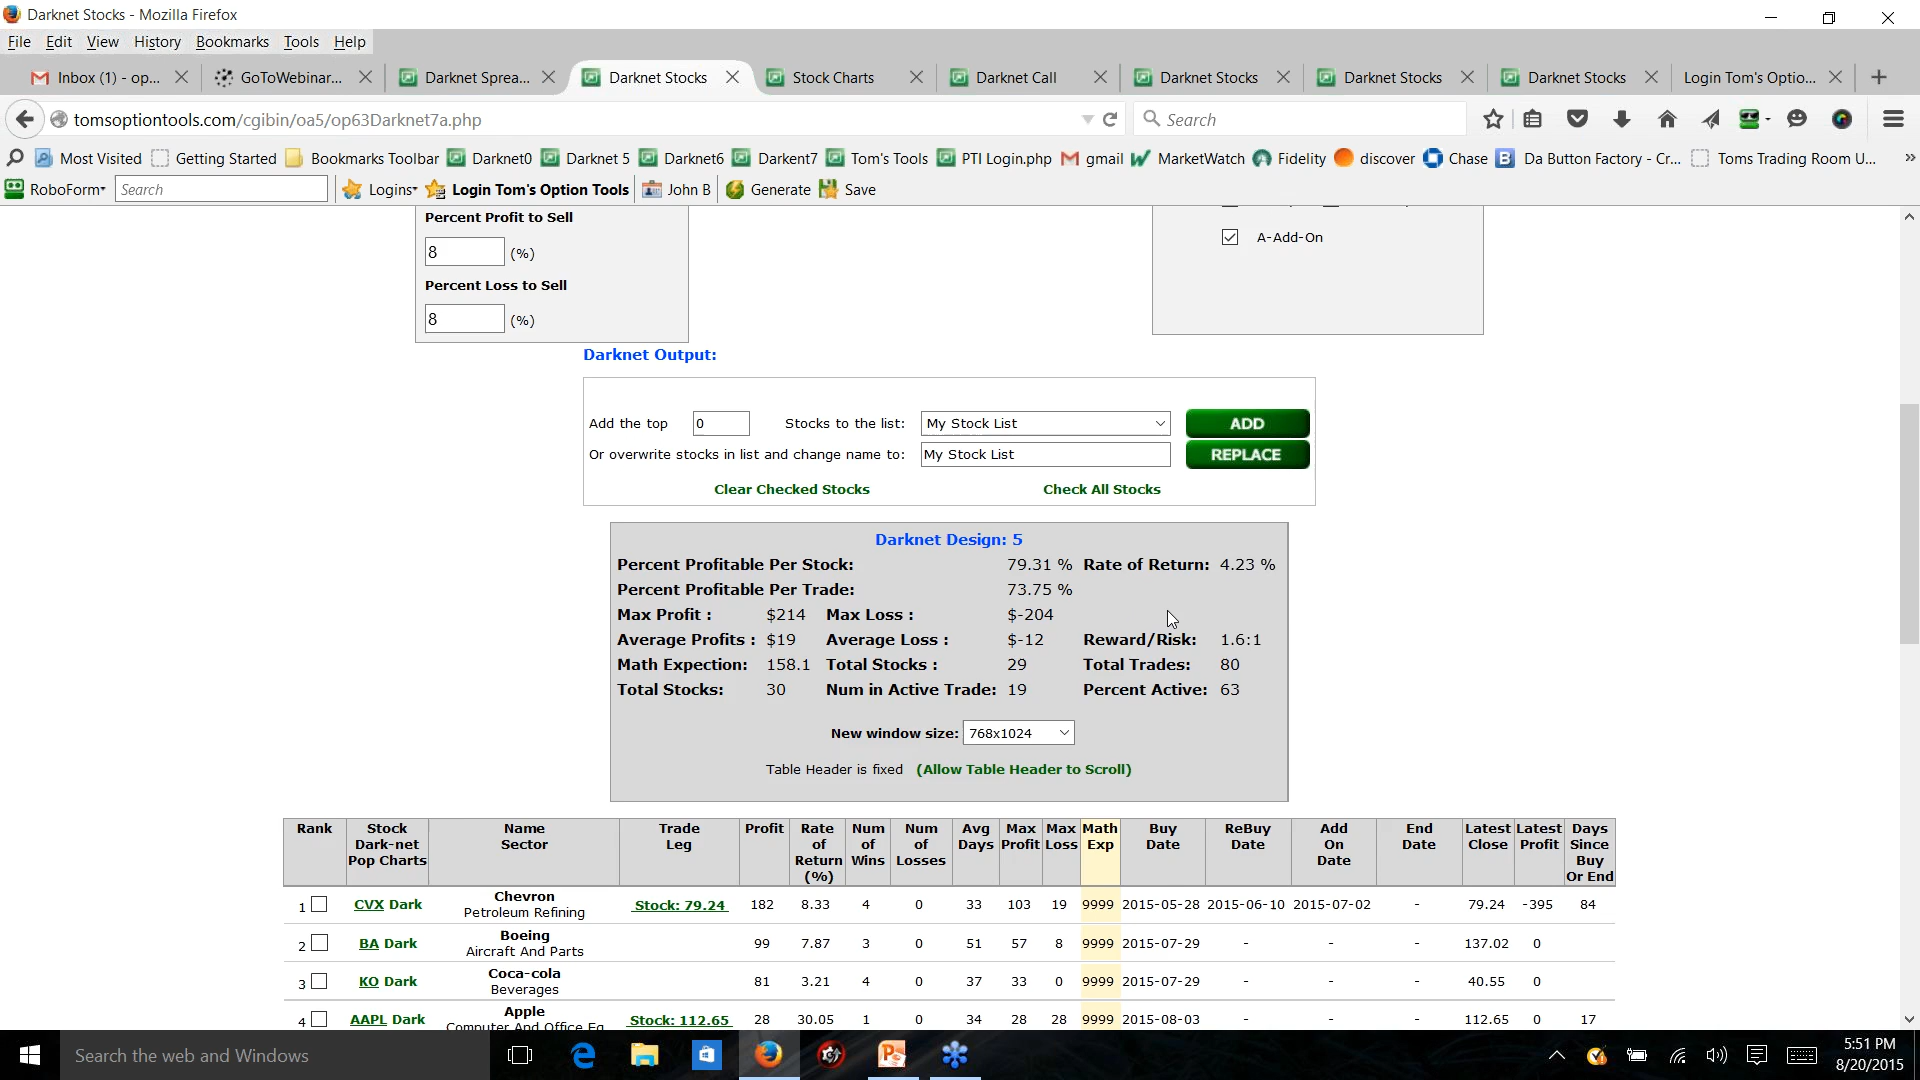 Darknet Stocks - Mozilla Firefox
File Edit View History Bookmarks Tools Help
Inbox (1) - op... GoToWebinar... Darknet Sprea... Darknet Stocks Stock Charts Darknet Call Darknet Stocks Darknet Stocks Darknet Stocks Login Tom's Optio...
tomsoptiontools.com/cgibin/oa5/op63Darknet7a.php Search
Most Visited Getting Started Bookmarks Toolbar Darknet0 Darknet 5 Darknet6 Darkent7 Tom's Tools PTI Login.php gmail MarketWatch Fidelity discover Chase Da Button Factory - Cr... Toms Trading Room U...
RoboForm Search Logins Login Tom's Option Tools John B Generate Save
Percent Profit to Sell
8 (%)
A-Add-On
Percent Loss to Sell
8 (%)
Darknet Output:
Add the top 0 Stocks to the list: My Stock List ADD
Or overwrite stocks in list and change name to: My Stock List REPLACE
Clear Checked Stocks Check All Stocks
Darknet Design: 5
Percent Profitable Per Stock: 79.31 % Rate of Return: 4.23 %
Percent Profitable Per Trade: 73.75 %
Max Profit : $214 Max Loss : $-204
Average Profits : $19 Average Loss : $-12 Reward/Risk: 1.6:1
Math Expection: 158.1 Total Stocks : 29 Total Trades: 80
Total Stocks: 30 Num in Active Trade: 19 Percent Active: 63
New window size: 768x1024
Table Header is fixed (Allow Table Header to Scroll)
Rank Stock Name Trade Profit Rate Num Num Avg Max Max Math Buy ReBuy Add End Latest Latest Days
Dark-net Sector Leg of of of Days Profit Loss Exp Date Date On Date Close Profit Since
Pop Charts Return Wins Losses Date Buy
(%) Or End
1 CVX Dark Chevron Stock: 79.24 182 8.33 4 0 33 103 19 9999 2015-05-28 2015-06-10 2015-07-02 - 79.24 -395 84
Petroleum Refining
2 BA Dark Boeing 99 7.87 3 0 51 57 8 9999 2015-07-29 - - - 137.02 0
Aircraft And Parts
3 KO Dark Coca-cola 81 3.21 4 0 37 33 0 9999 2015-07-29 - - - 40.55 0
Beverages
4 AAPL Dark Apple Stock: 112.65 28 30.05 1 0 34 28 28 9999 2015-08-03 - - - 112.65 0 17
Computer And Office Eq
Search the web and Windows
5:51 PM
8/20/2015